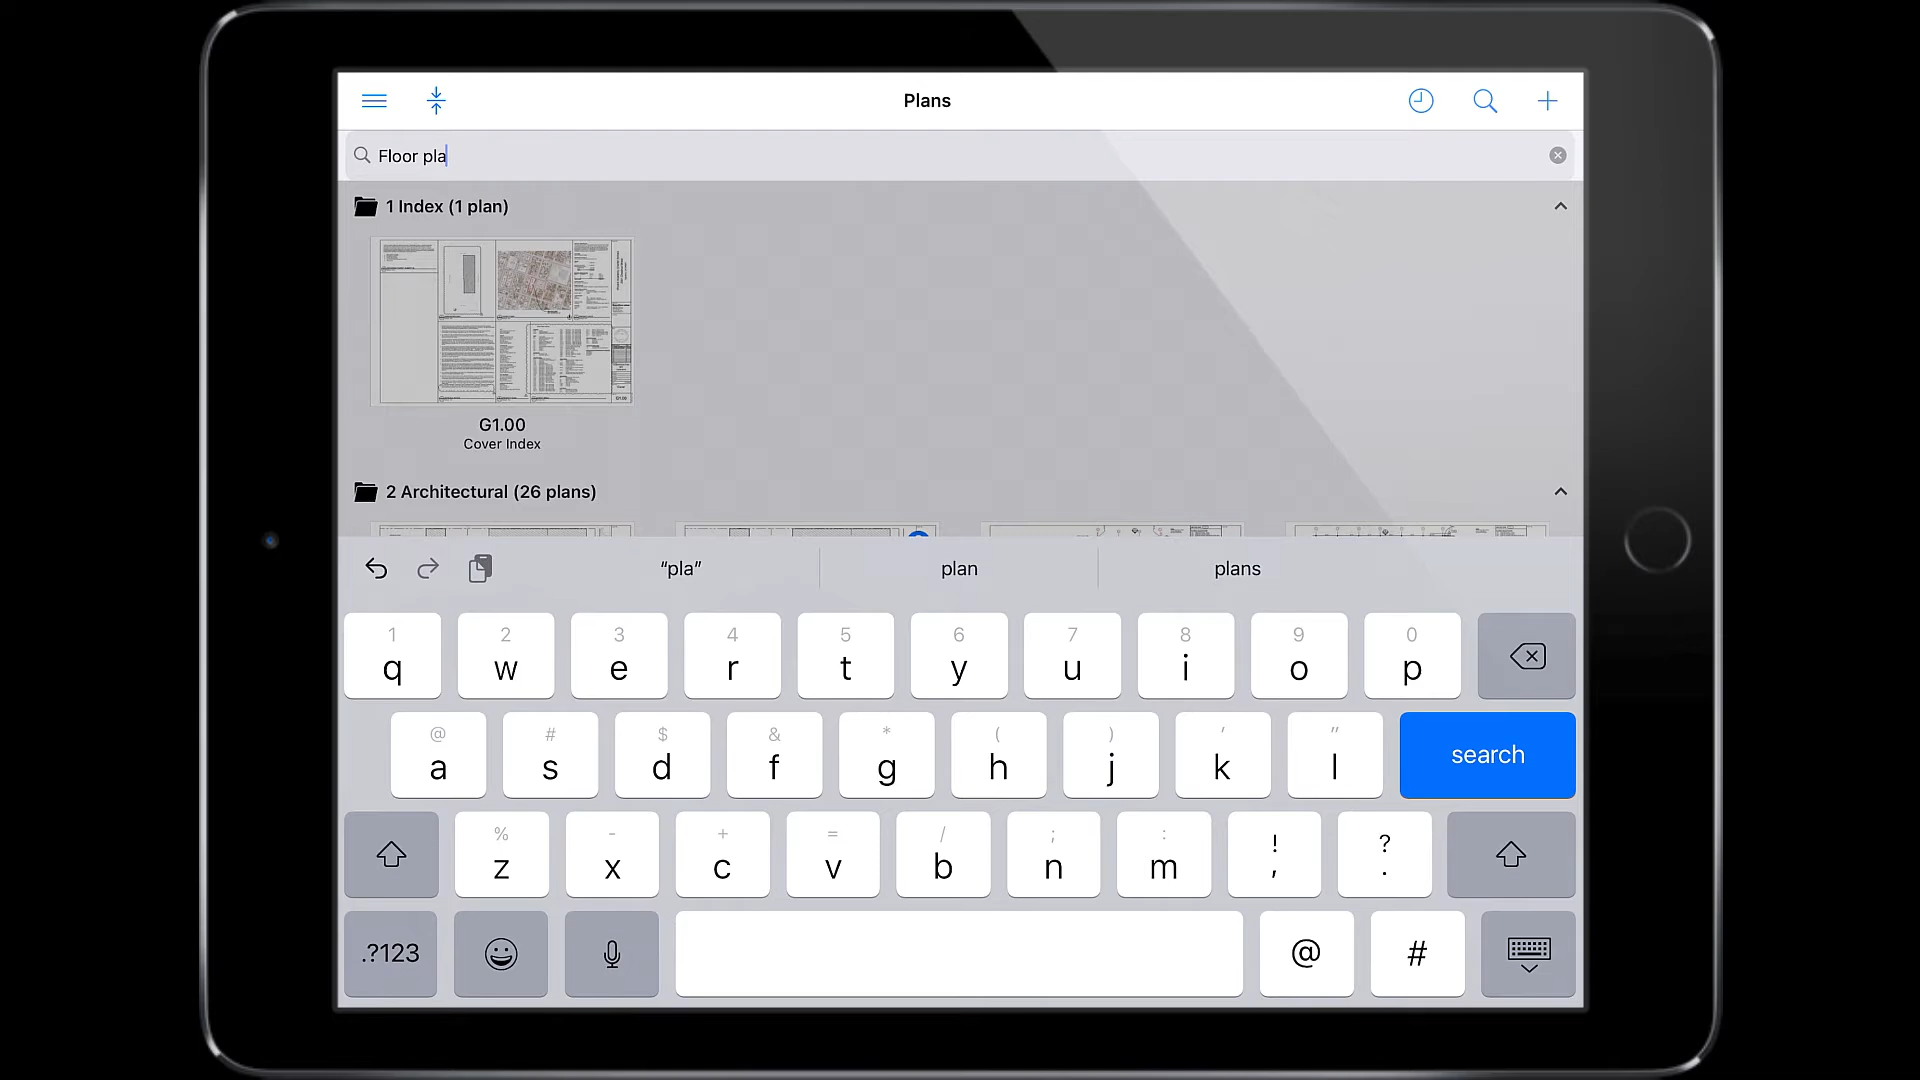 Plans
Floor pla
1 Index (1 plan)
G1.00
Cover Index
2 Architectural (26 plans)
“pla” plan plans
1 2 3 4 5 6 7 8 9 0
q w e r t y u i o p
@ # $ & * ( ) ' "
a s d f g h j k l search
% - + = / ; : ! ?
z x c v b n m , .
.?123 @ #